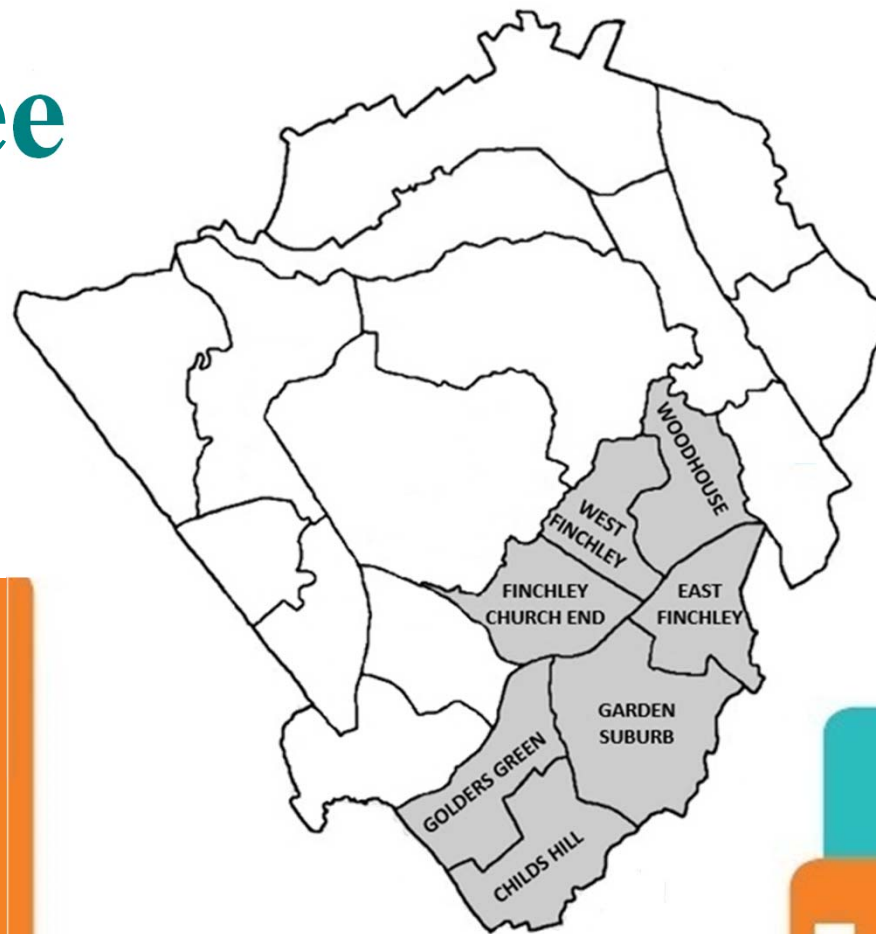 ee
WOODHOUSE
WEST
FINCHLEY
FINCHLEY
CHURCH END
EAST
FINCHLEY
GARDEN
SUBURB
GOLDERS GREEN
CHILDS HILL